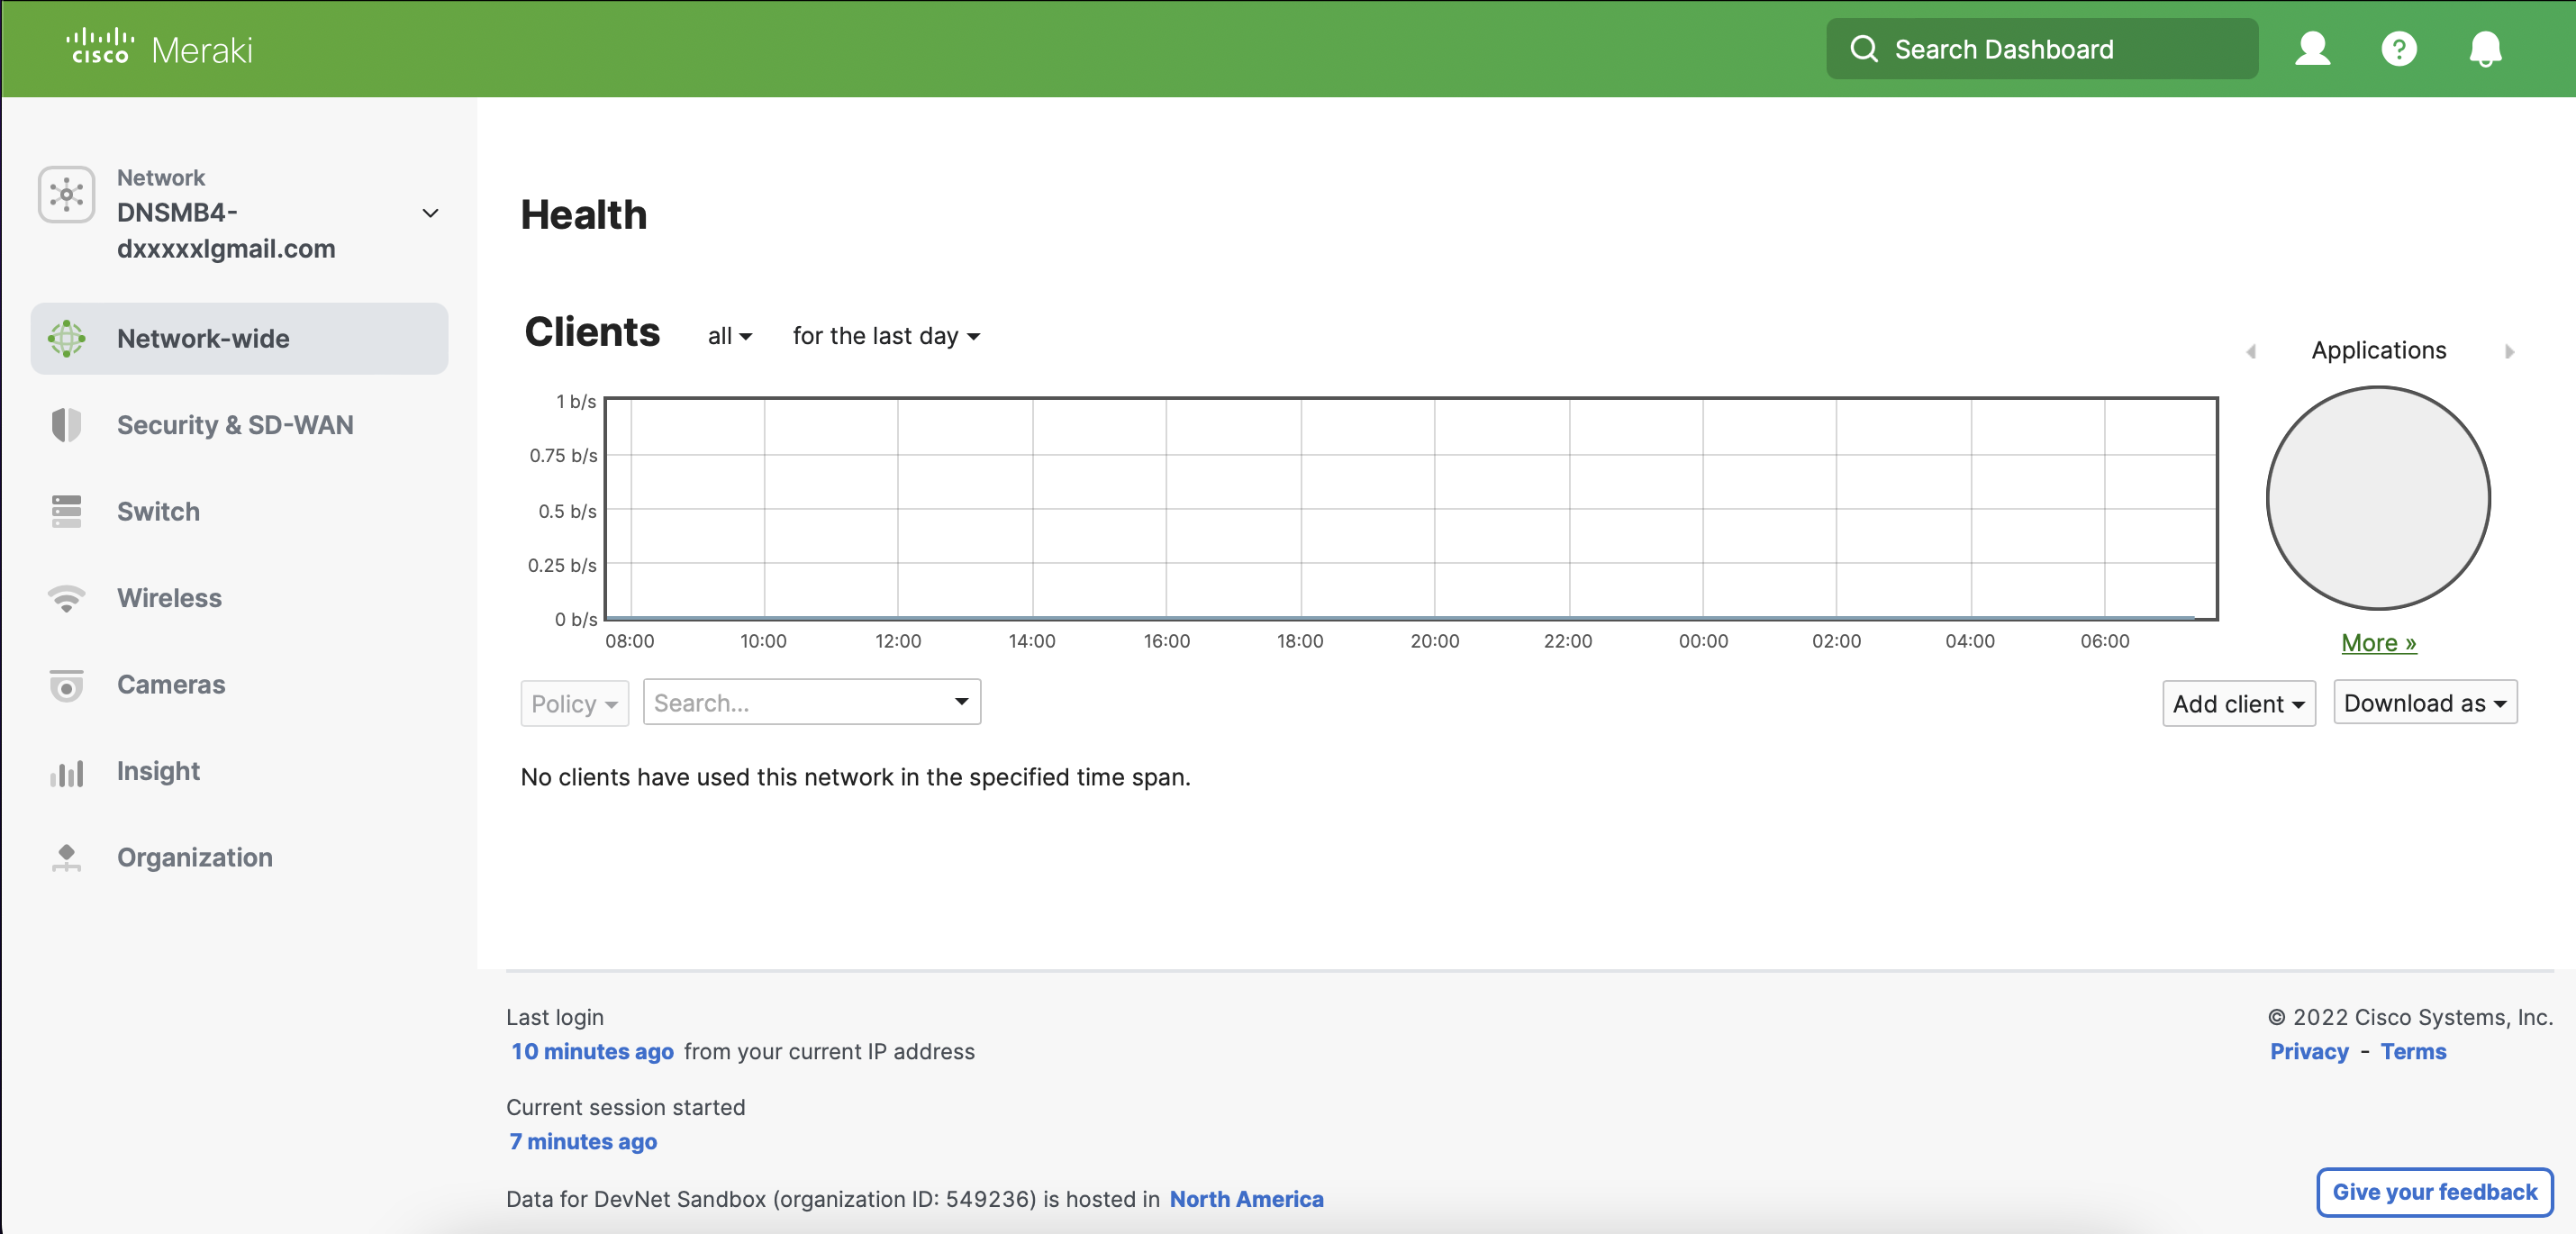 cisco Meraki
Search Dashboard
?
Network
DNSMB4-
dxxxxxlgmail.com
Network-wide
Security & SD-WAN
Switch
Wireless
Cameras
Insight
Organization
Health
Clients all for the last day
Applications
1 b/s
0.75 b/s
0.5 b/s
0.25 b/s
0 b/s
08:00 10:00 12:00 14:00 16:00 18:00 20:00 22:00 00:00 02:00 04:00 06:00
More »
Policy Search... Add client Download as
No clients have used this network in the specified time span.
Last login
10 minutes ago from your current IP address
Current session started
7 minutes ago
Data for DevNet Sandbox (organization ID: 549236) is hosted in North America
© 2022 Cisco Systems, Inc.
Privacy - Terms
Give your feedback